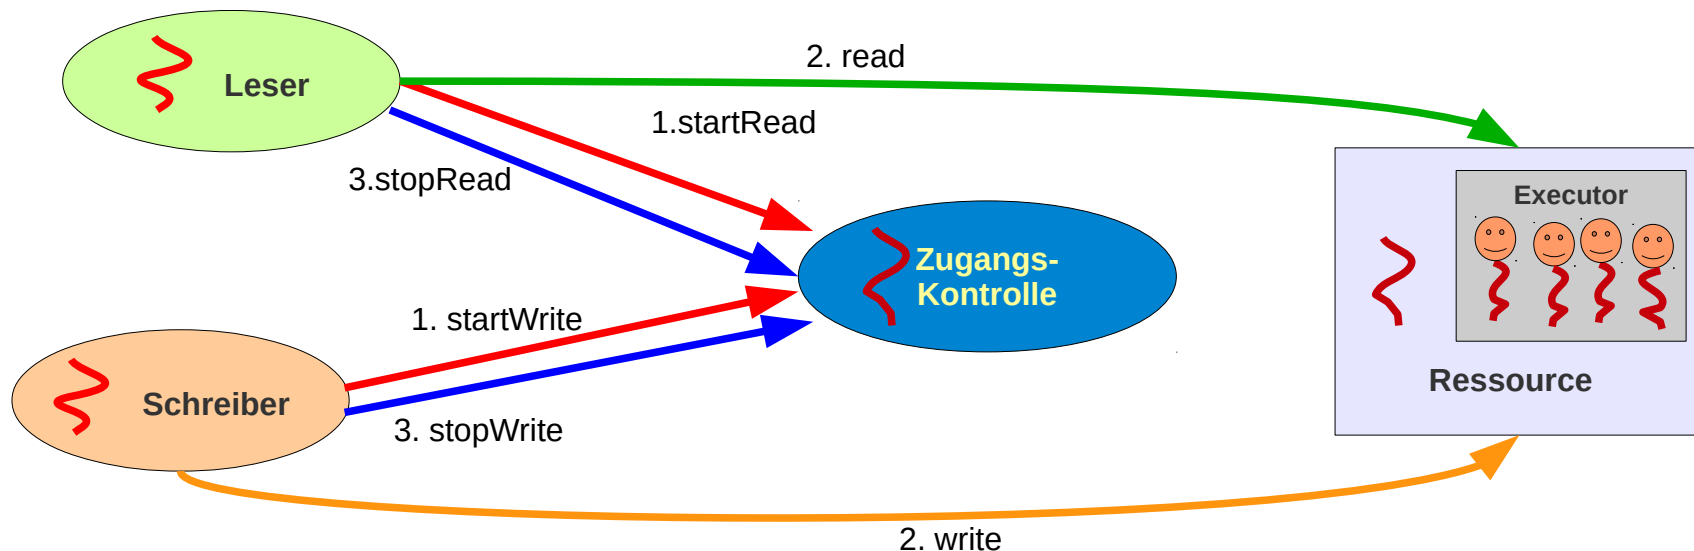 2. read
Leser
1.startRead
3.stopRead
Executor
Zugangs-
Kontrolle
1. startWrite
Ressource
Schreiber
3. stopWrite
2. write